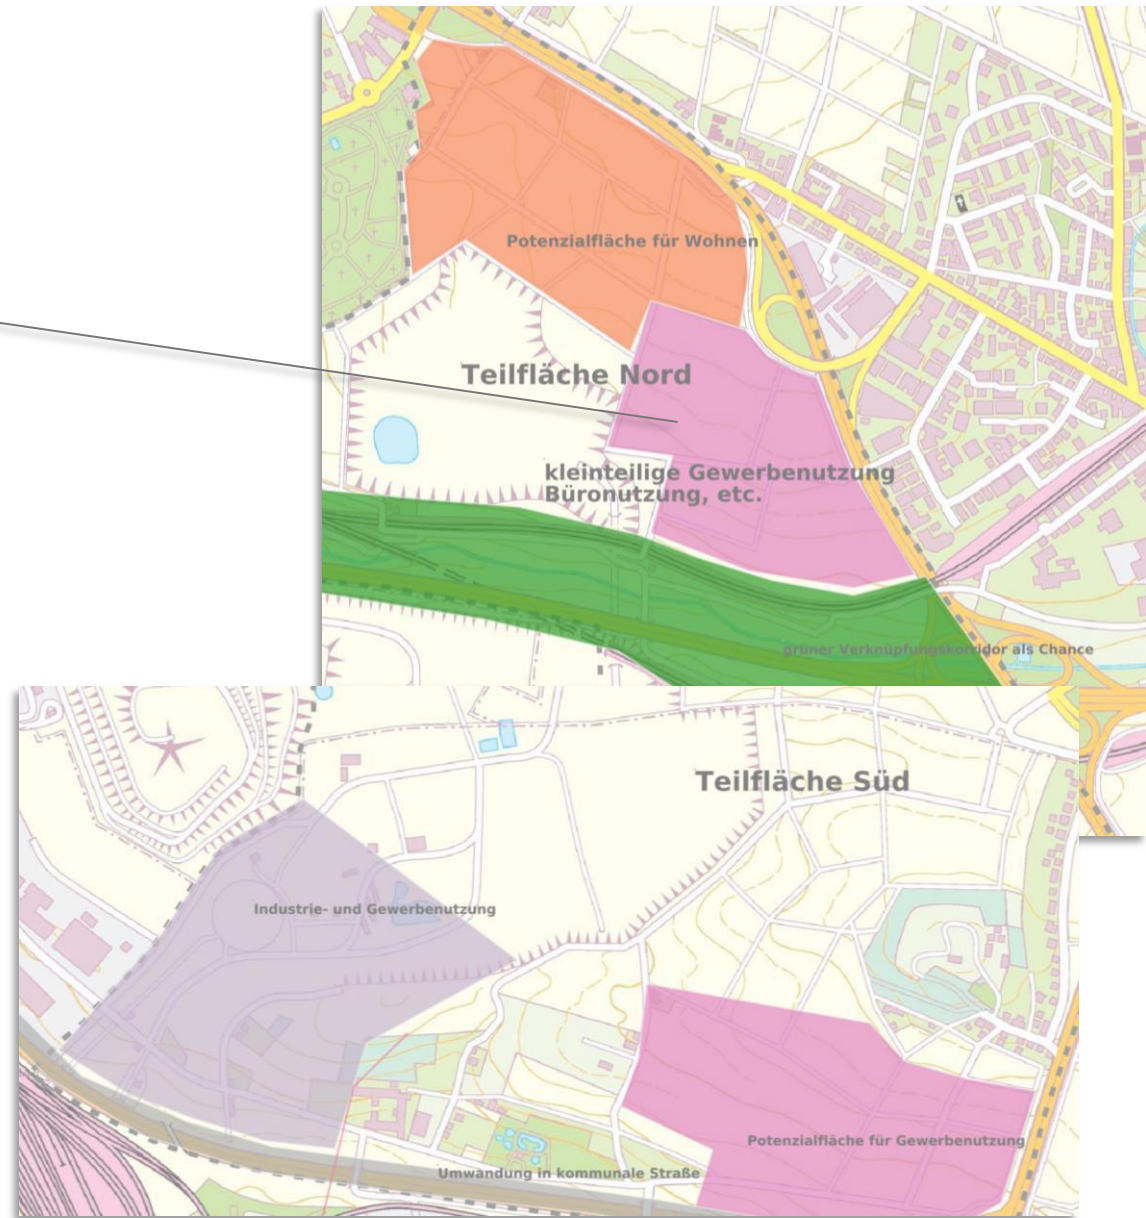 Potenzialfläche für Wohnen
Teilfläche Nord
kleinteilige Gewerbenutzung
Büronutzung, etc.
grüner Verknüpfungskorridor als Chance
Teilfläche Süd
Industrie- und Gewerbenutzung
Potenzialfläche für Gewerbenutzung
Umwandung in kommunale Straße